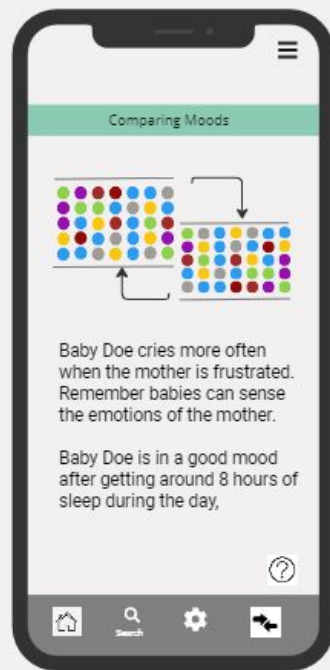 Comparing Moods
Baby Doe cries more often
when the mother is frustrated.
Remember babies can sense
the emotions of the mother.
Baby Doe is in a good mood
after getting around 8 hours of
sleep during the day,
?
Search